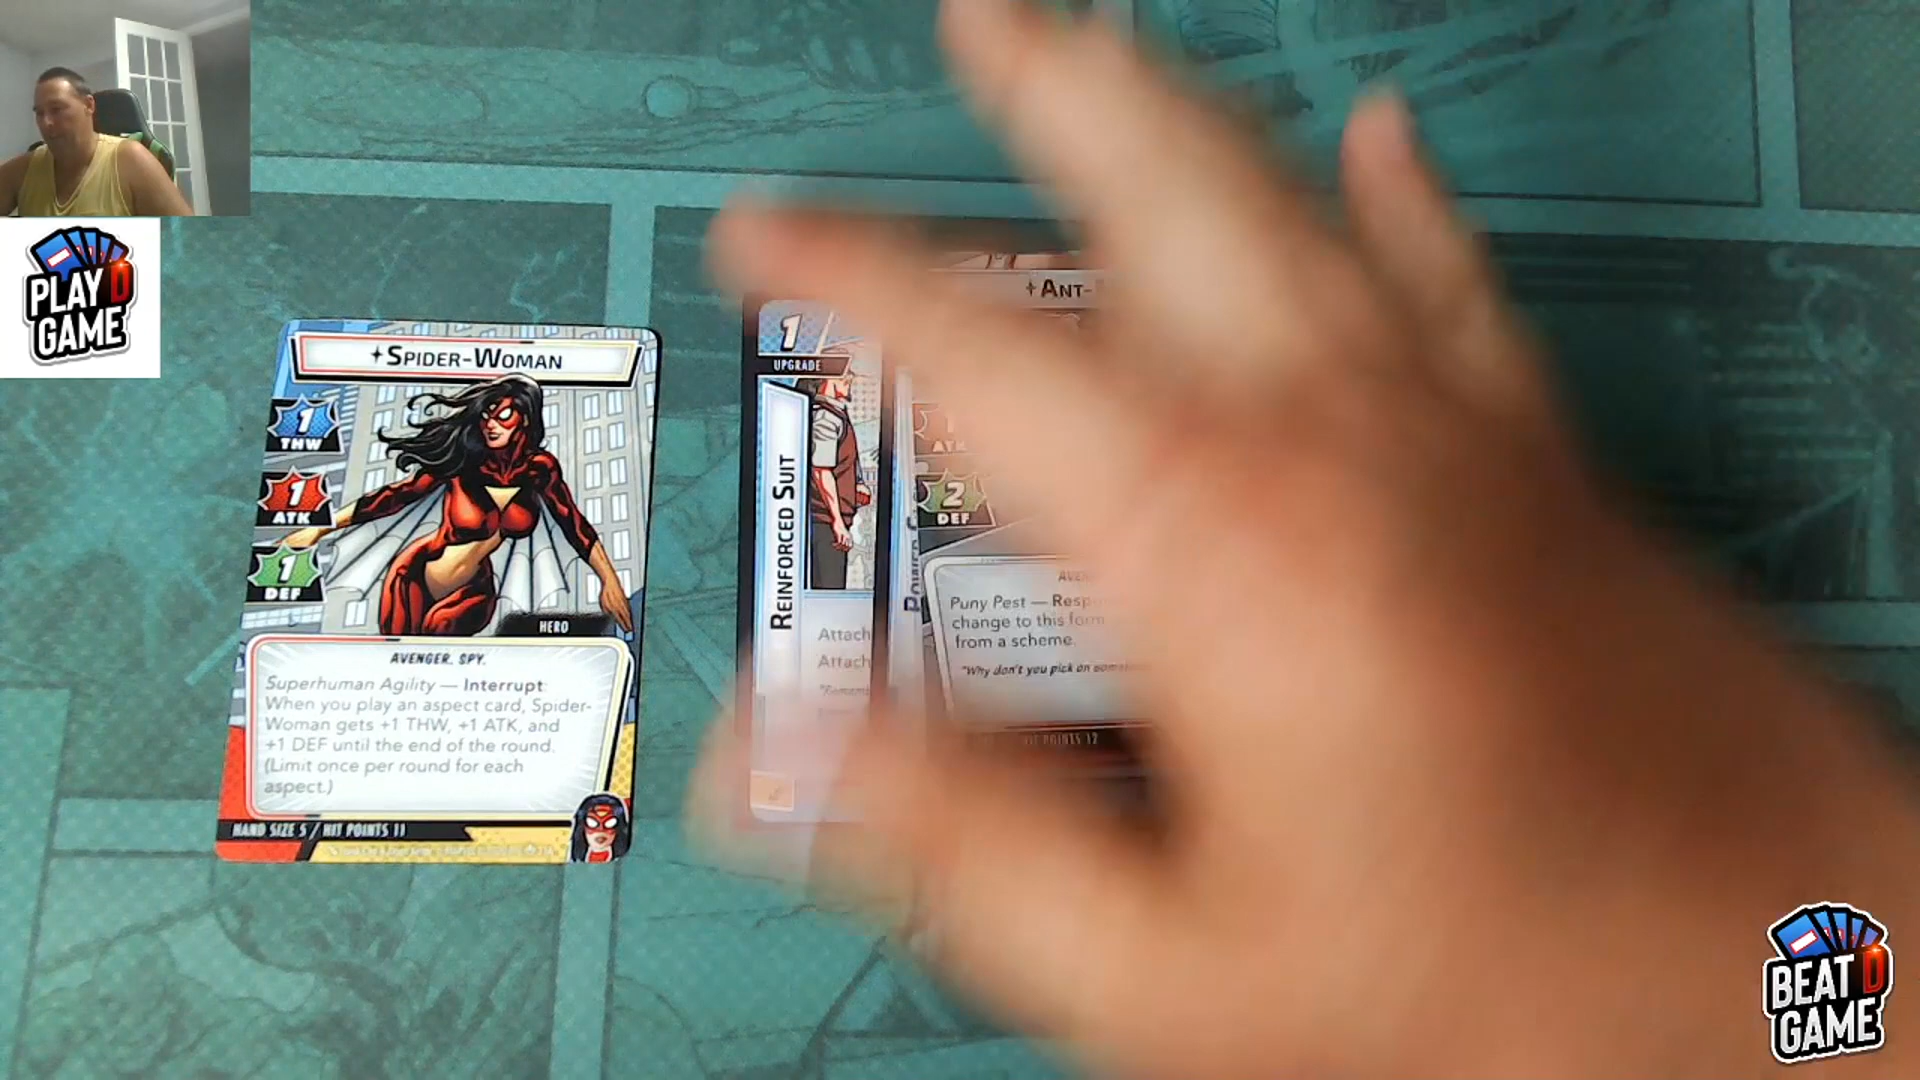 PLAY D
GAME
SPIDER-WOMAN
1
THW
1
ATK
1
DEF
HERO
AVENGER. SPY.
Superhuman Agility — Interrupt:
When you play an aspect card, Spider-
Woman gets +1 THW, +1 ATK, and
+1 DEF until the end of the round.
(Limit once per round for each
aspect.)
HAND SIZE 5 / HIT POINTS 11
1
UPGRADE
REINFORCED SUIT
Attach
Attach
ANT-
ATK
2
DEF
Puny Pest — Resp
change to this form
from a scheme.
"Why don't you pick on
HIT POINTS 12
BEAT D
GAME